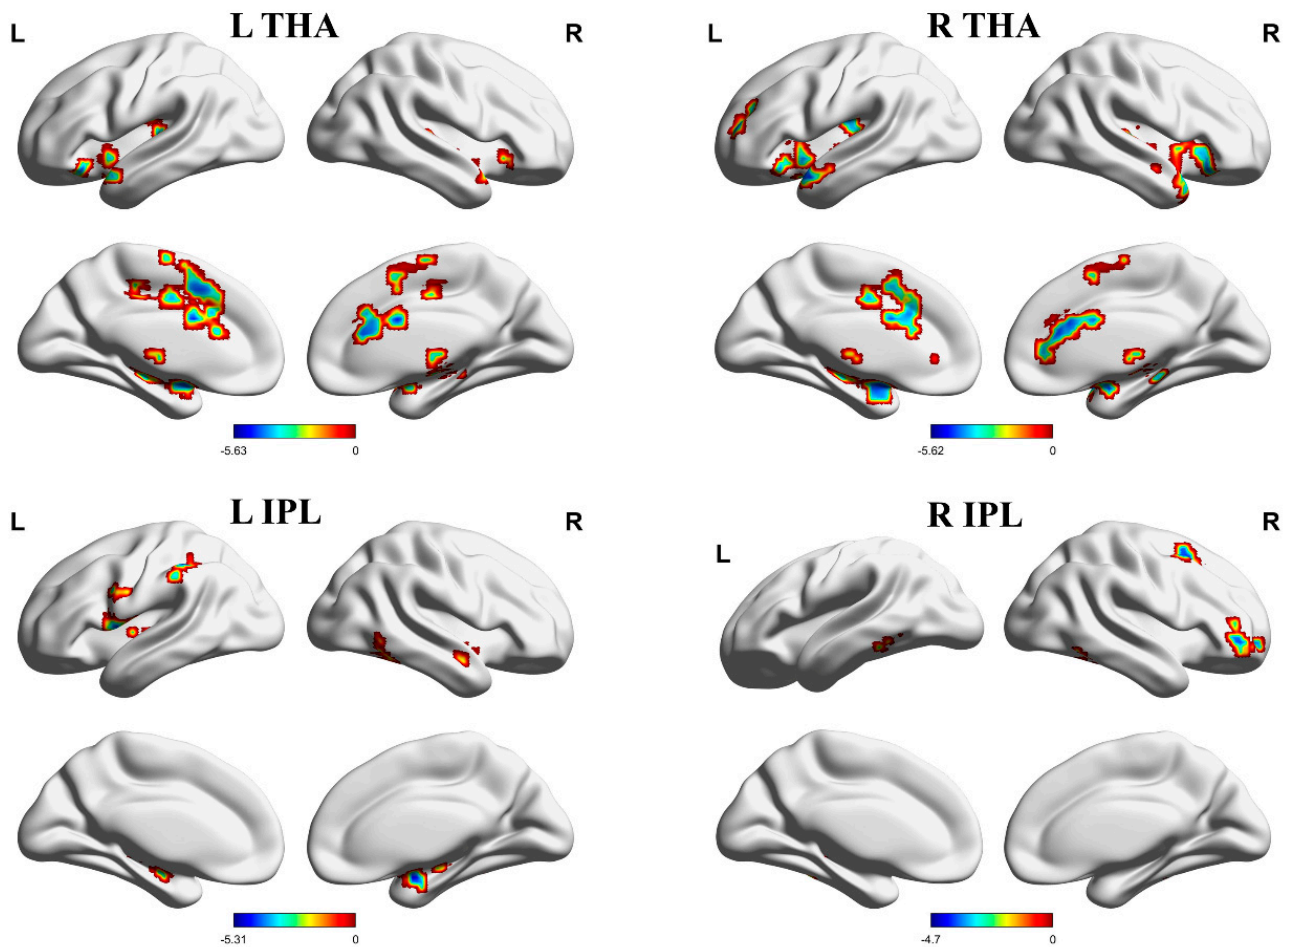 L THA
L R
-5.63 0
R THA
L R
-5.62 0
L IPL
L R
-5.31 0
R IPL
L R
-4.7 0